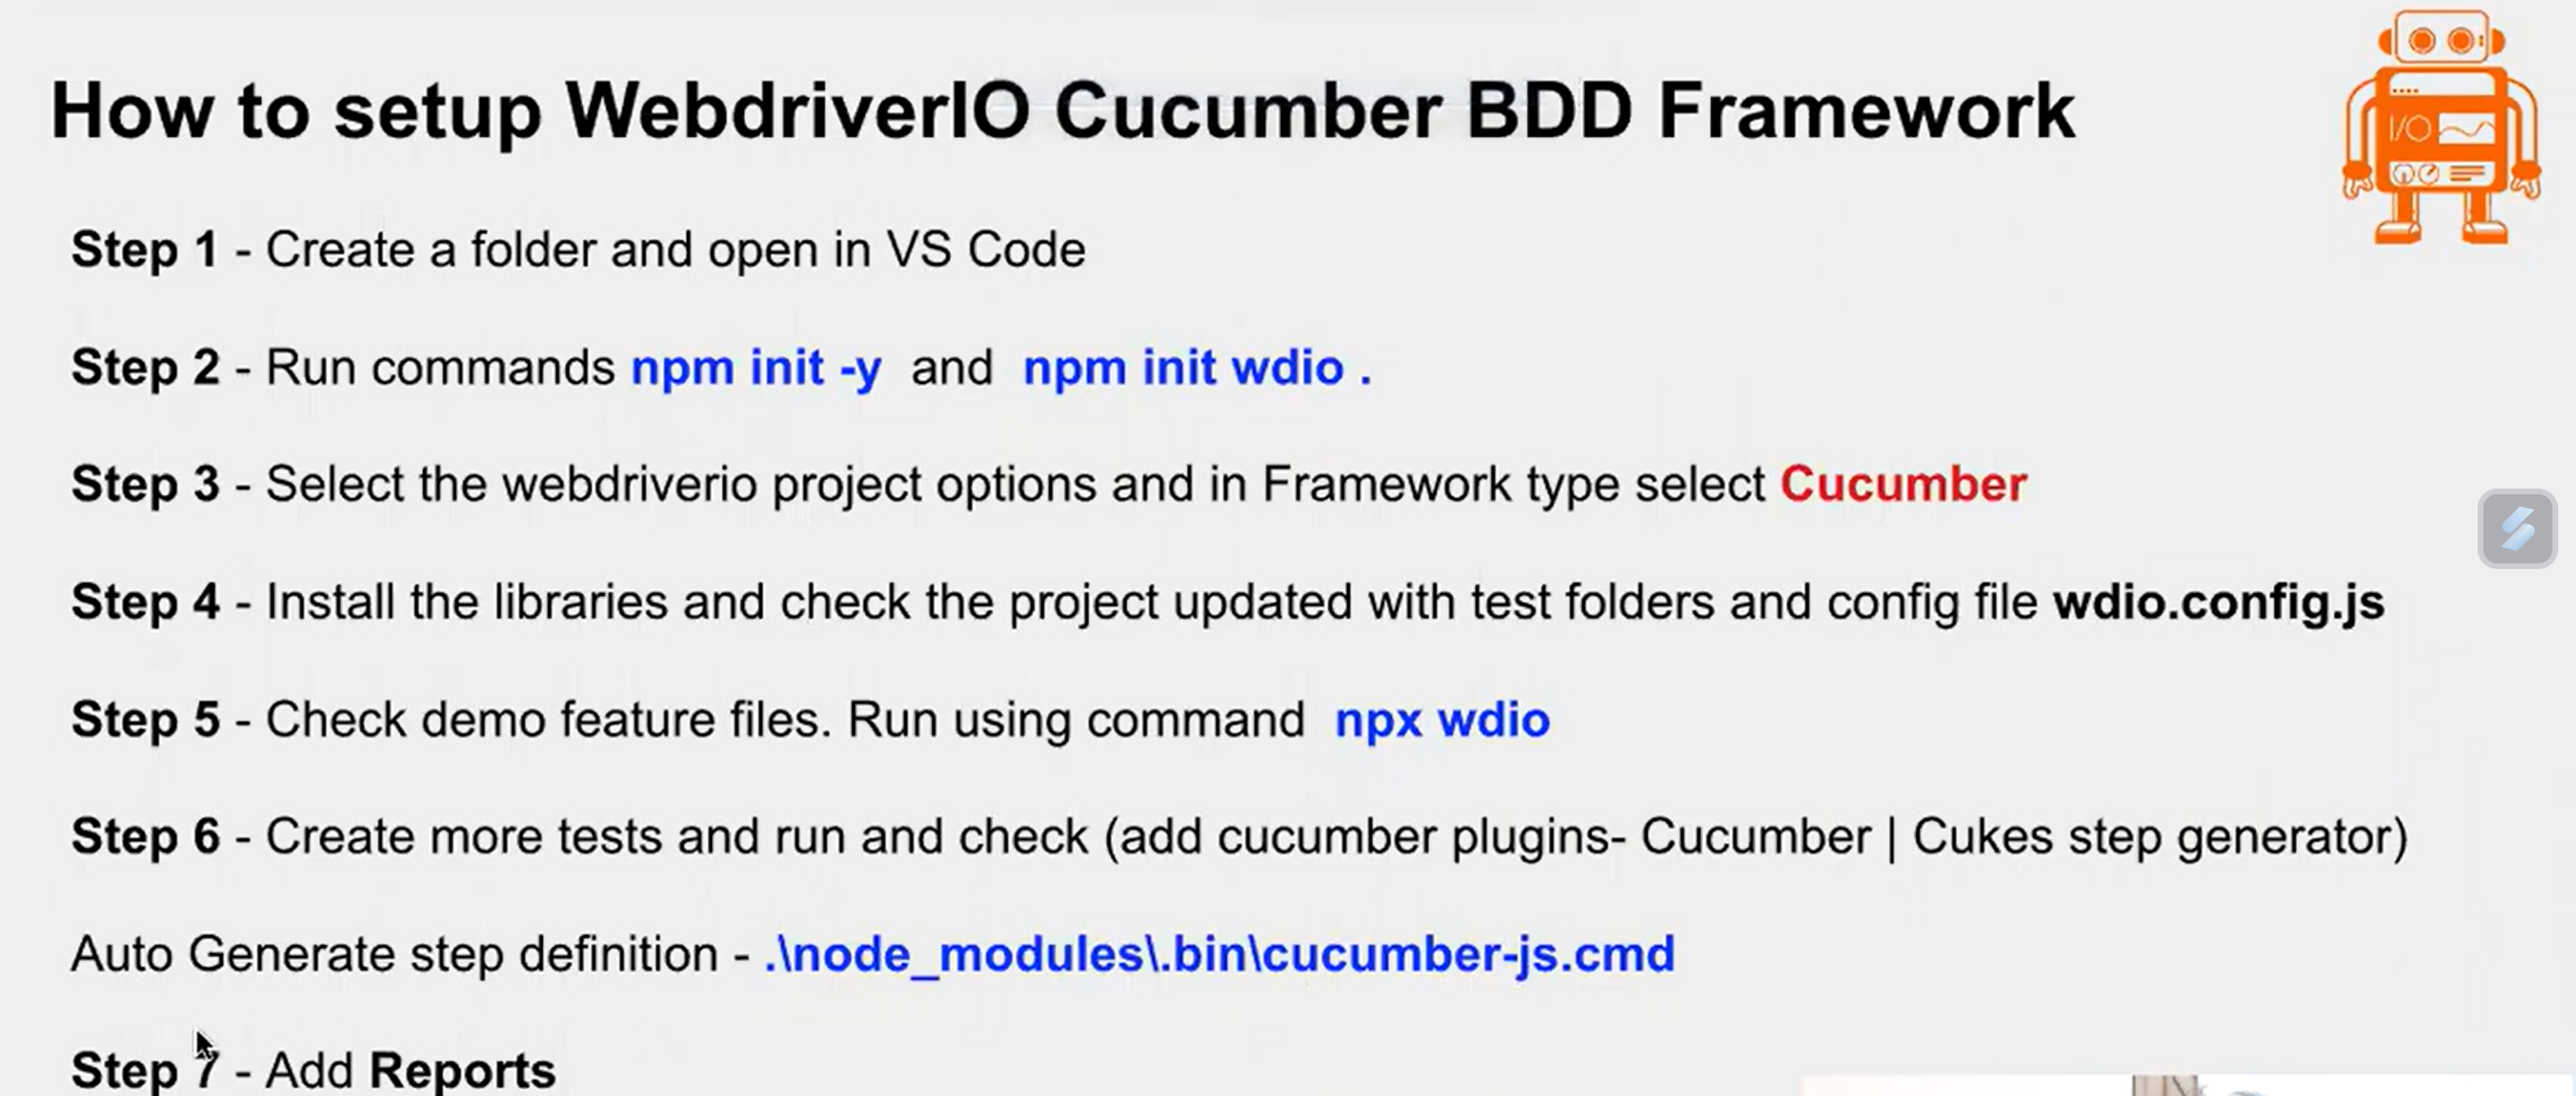 How to setup WebdriverIO Cucumber BDD Framework
I/O
Step 1 - Create a folder and open in VS Code
Step 2 - Run commands npm init -y and npm init wdio .
Step 3 - Select the webdriverio project options and in Framework type select Cucumber
Step 4 - Install the libraries and check the project updated with test folders and config file wdio.config.js
Step 5 - Check demo feature files. Run using command npx wdio
Step 6 - Create more tests and run and check (add cucumber plugins- Cucumber | Cukes step generator)
Auto Generate step definition - .\node_modules\.bin\cucumber-js.cmd
Step 7 - Add Reports